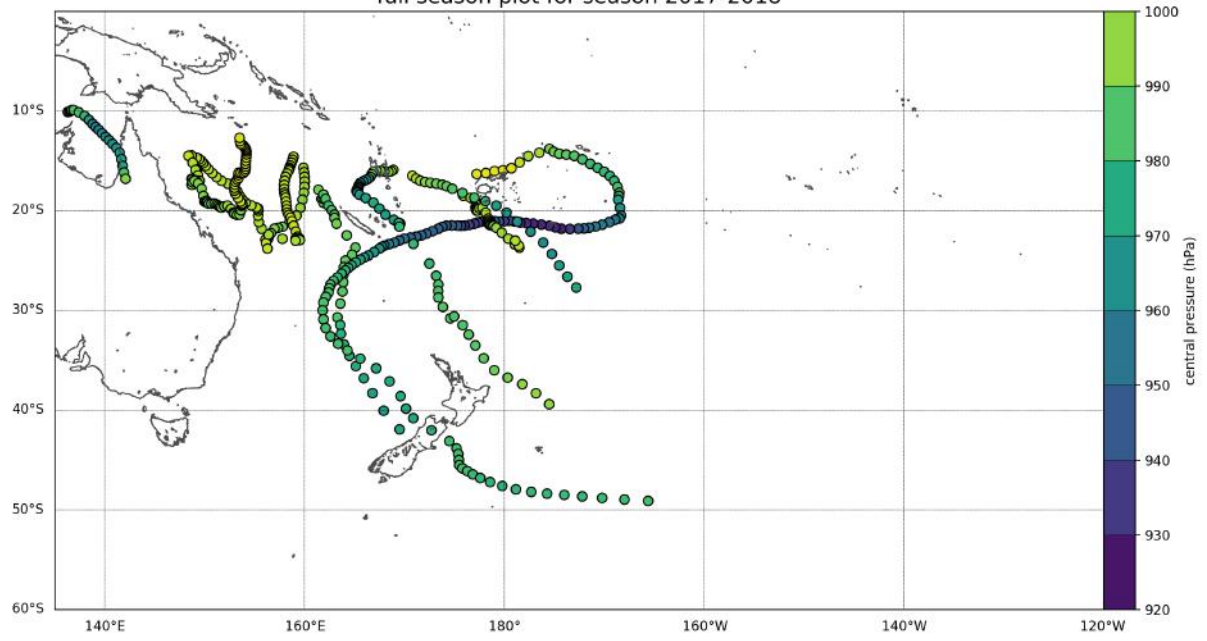 full season plot for season 2017-2018
1000
990
10°S
980
20°S
970
30°S
960
950
40°S
940
50°S
930
60°S
920
140°E
160°E
180°
160°W
140°W
120°W
central pressure (hPa)